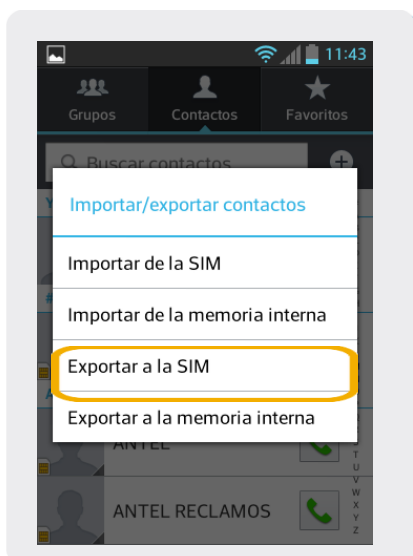 11:43
Grupos
Contactos
Favoritos
Buscar contactos
Y
Importar/exportar contactos
Importar de la SIM
#
Importar de la memoria interna
Exportar a la SIM
A
Exportar a la memoria interna
ANTEL
T
U
V
W
ANTEL RECLAMOS
X
Y
Z